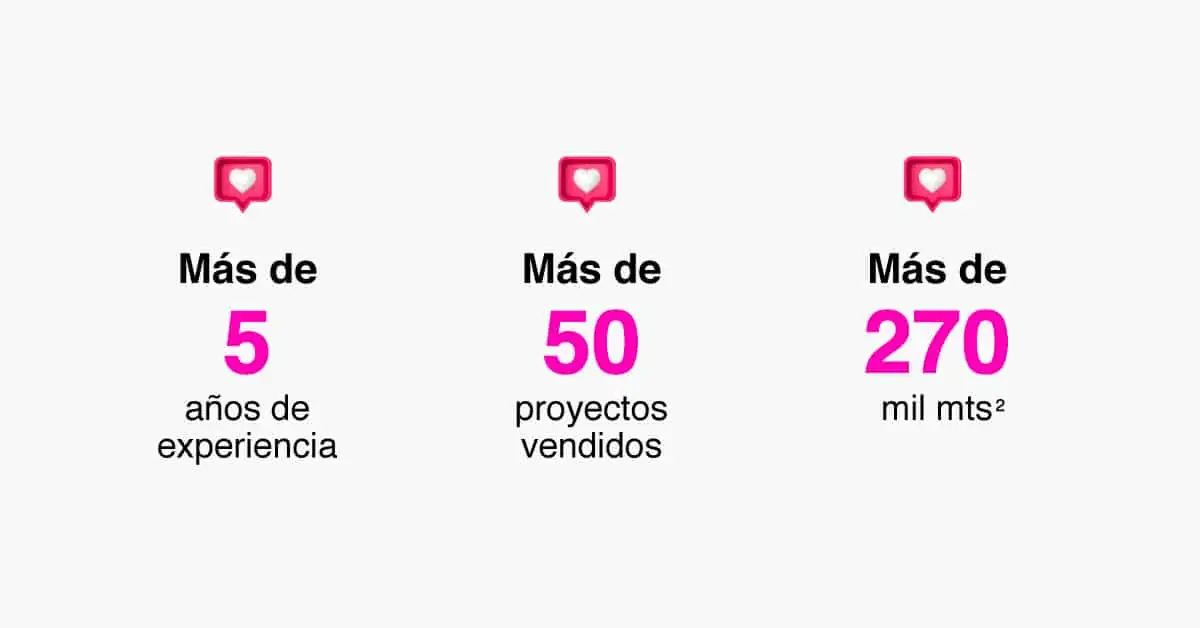 Más de
5
años de
experiencia
Más de
50
proyectos
vendidos
Más de
270
mil mts²